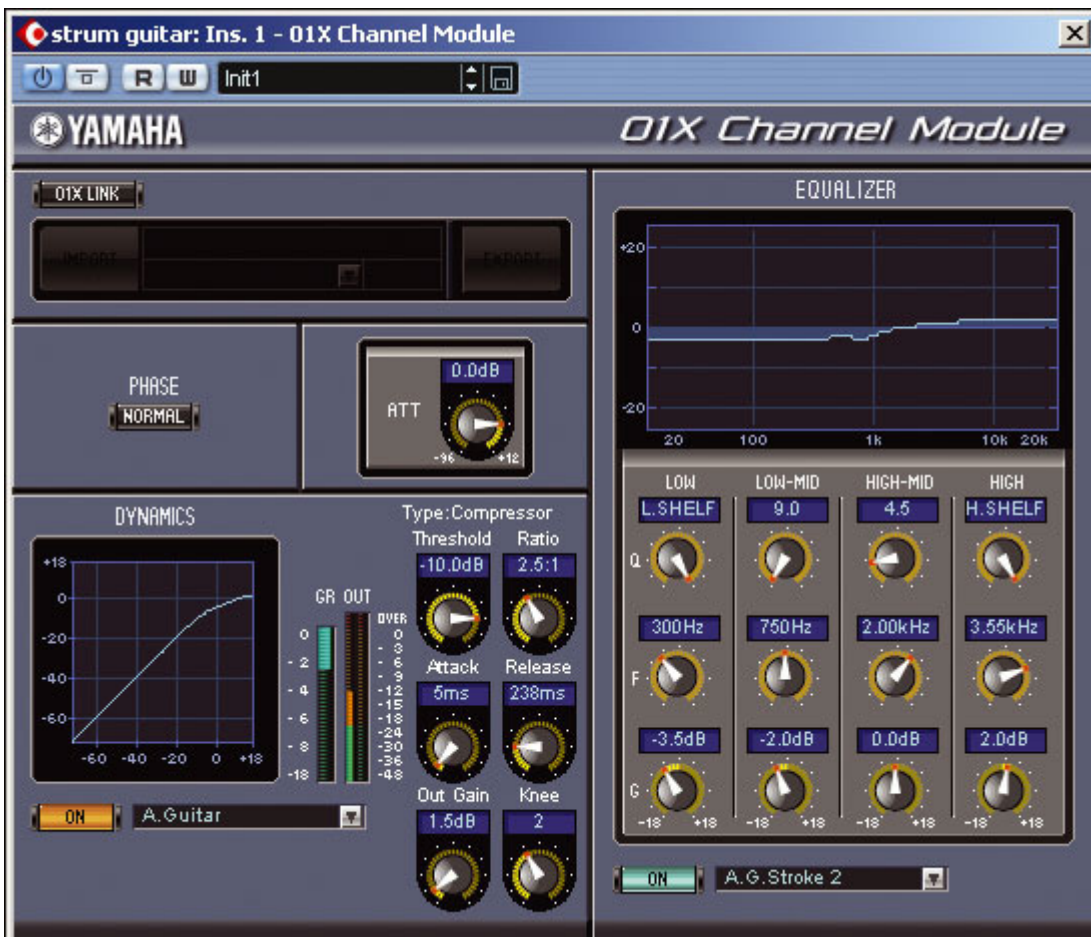 strum guitar: Ins. 1 - 01X Channel Module
R W Init1
YAMAHA
01X Channel Module
01X LINK
IMPORT
EXPORT
PHASE
NORMAL
ATT
0.0dB
-96 +12
DYNAMICS
+18
0
-20
-40
-60
-60 -40 -20 0 +18
GR OUT
0
- 2
- 4
- 6
- 8
-18
OVER
0
- 3
- 6
- 9
-12
-15
-18
-24
-30
-36
-48
ON
A.Guitar
Type:Compressor
Threshold Ratio
-10.0dB 2.5:1
Attack Release
5ms 238ms
Out Gain Knee
1.5dB 2
EQUALIZER
+20
0
-20
20 100 1k 10k 20k
LOW LOW-MID HIGH-MID HIGH
L.SHELF 9.0 4.5 H.SHELF
Q
300Hz 750Hz 2.00kHz 3.55kHz
F
-3.5dB -2.0dB 0.0dB 2.0dB
G
-18 +18 -18 +18 -18 +18 -18 +18
ON
A.G.Stroke 2